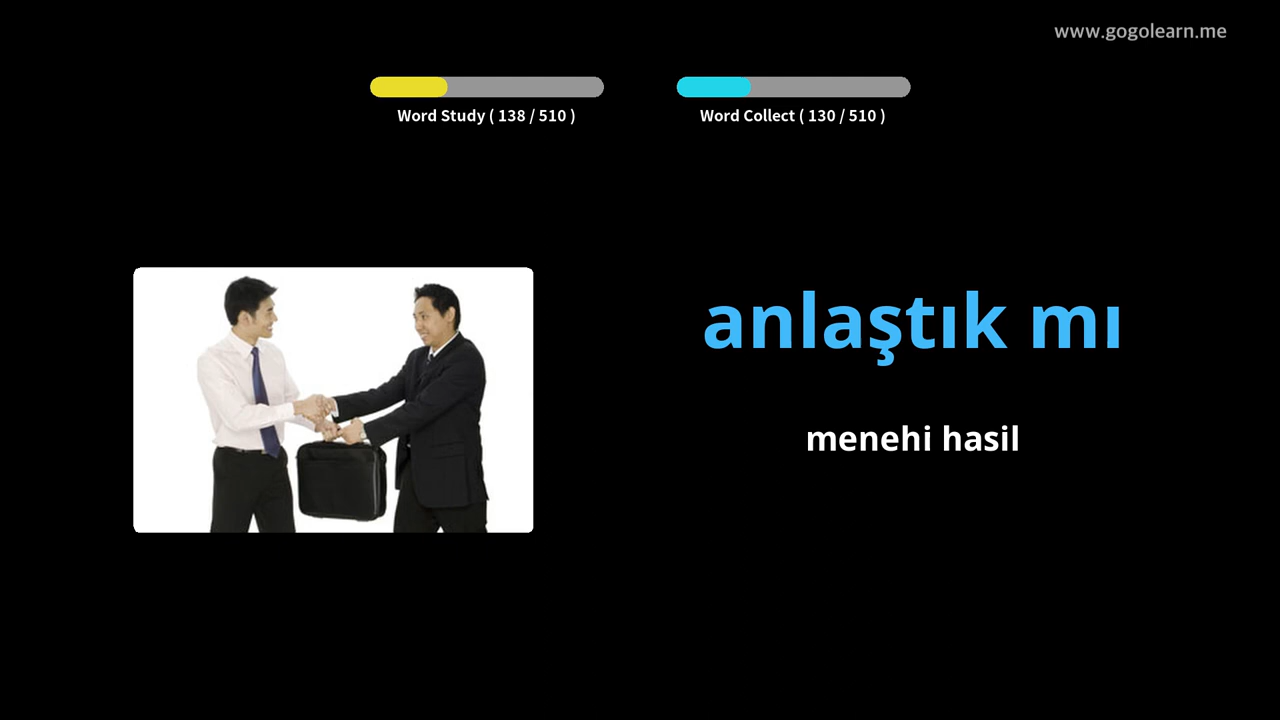 www.gogolearn.me
Word Study ( 138 / 510 )
Word Collect ( 130 / 510 )
anlaştık mı
menehi hasil